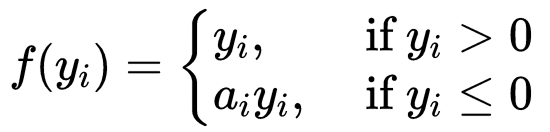 f(y_i) = { y_i, if y_i > 0
a_i y_i, if y_i ≤ 0